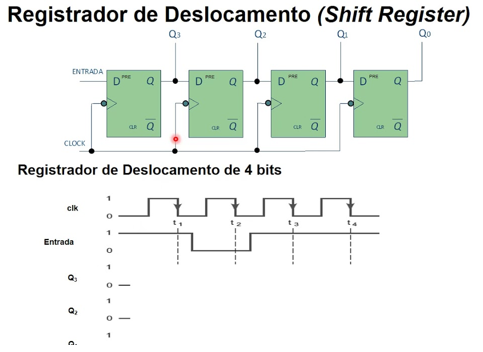 Registrador de Deslocamento (Shift Register)
Q3 Q2 Q1 Q0
ENTRADA
D PRE Q D PRE Q D PRE Q D PRE Q
CLR Q CLR Q CLR Q CLR Q
CLOCK
Registrador de Deslocamento de 4 bits
clk 1
0
t1 t2 t3 t4
Entrada 1
0
1
Q3 0
1
Q2 0
1